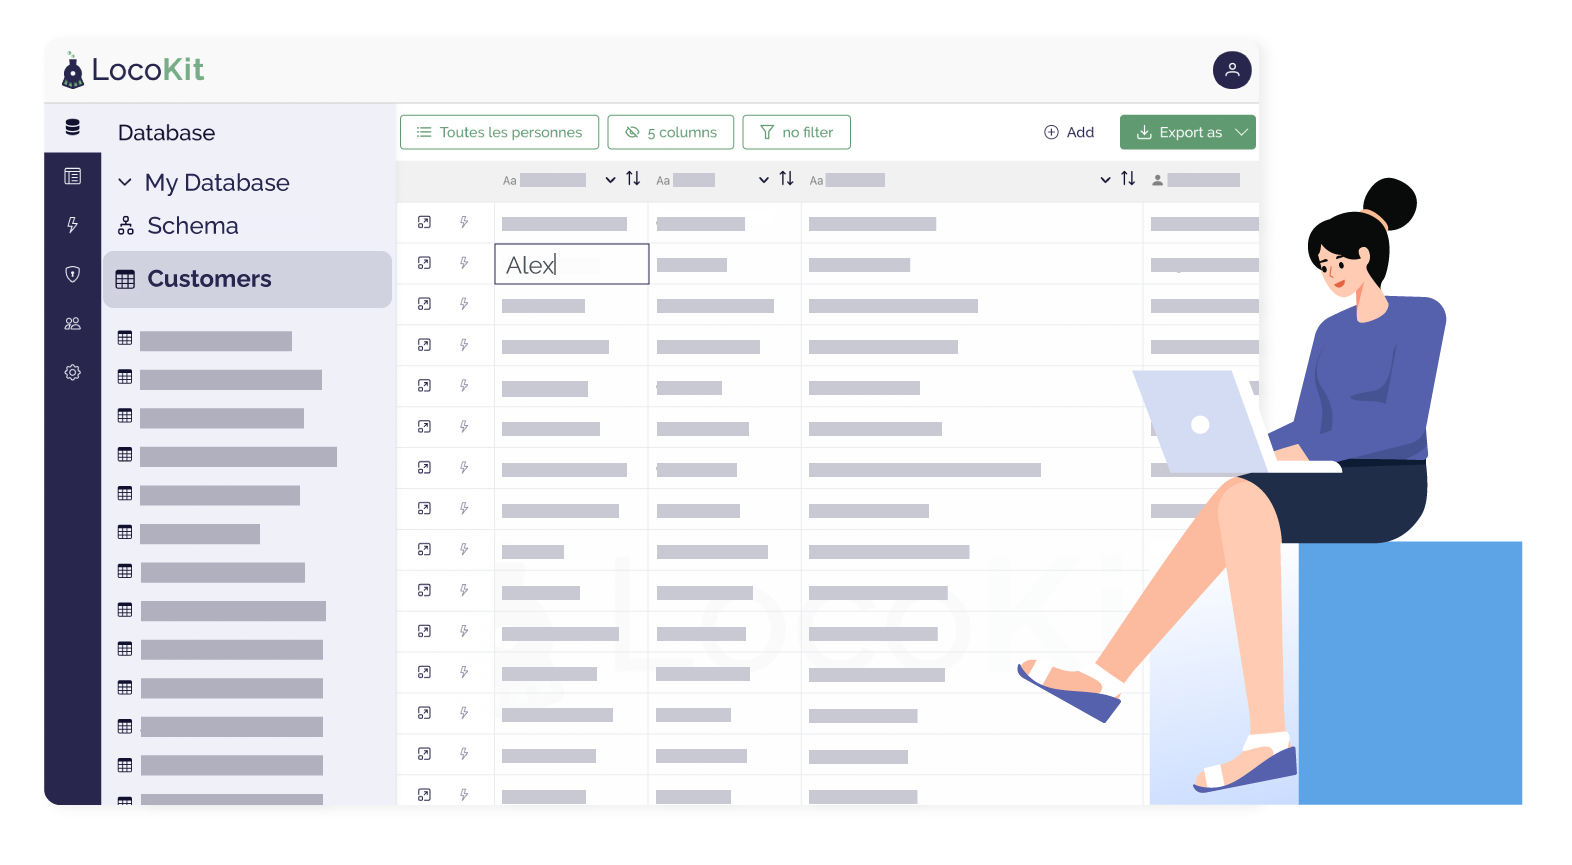 LocoKit
Database
Toutes les personnes
5 columns
no filter
Add
Export as
My Database
Aa
Aa
Aa
Schema
Customers
Alex
LocoKi